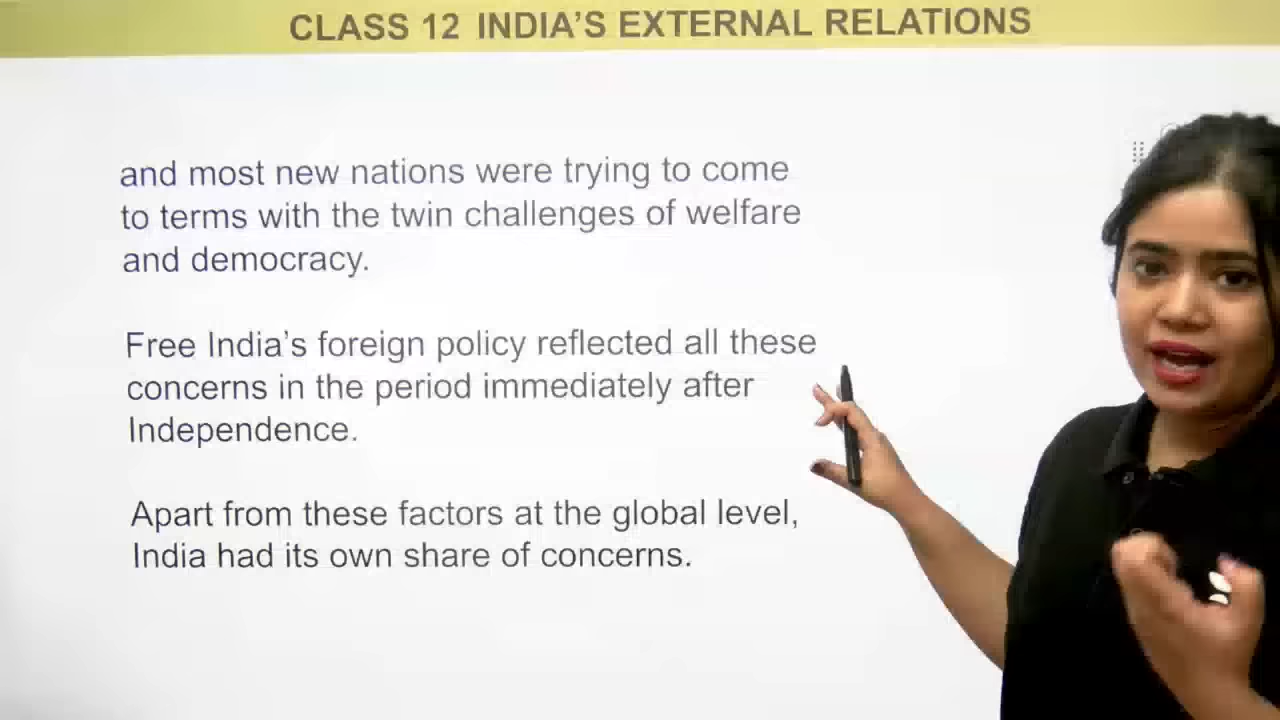 CLASS 12 INDIA’S EXTERNAL RELATIONS
and most new nations were trying to come
to terms with the twin challenges of welfare
and democracy.
Free India’s foreign policy reflected all these
concerns in the period immediately after
Independence.
Apart from these factors at the global level,
India had its own share of concerns.